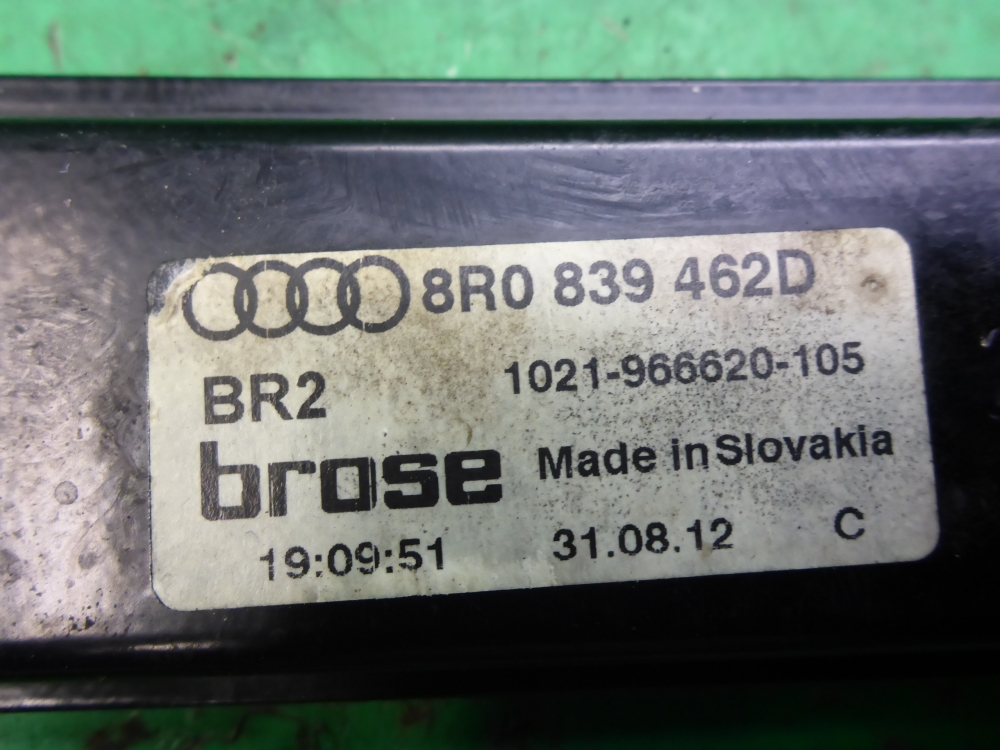 8R0 839 462D
BR2 1021-966620-105
brose Made in Slovakia
19:09:51 31.08.12 C